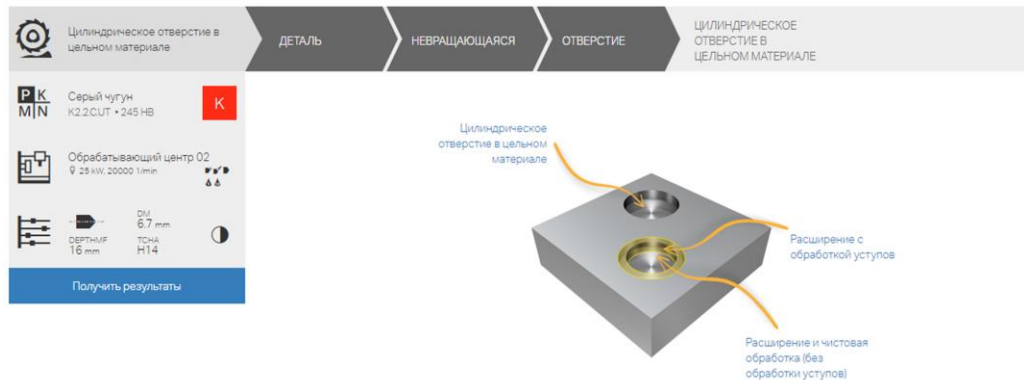 Цилиндрическое отверстие в
цельном материале
ДЕТАЛЬ
НЕВРАЩАЮЩАЯСЯ
ОТВЕРСТИЕ
ЦИЛИНДРИЧЕСКОЕ
ОТВЕРСТИЕ В
ЦЕЛЬНОМ МАТЕРИАЛЕ
P K
M N
Серый чугун
K2.2.C.UT • 245 HB
K
Обрабатывающий центр 02
25 kW, 20000 1/min
DM
6.7 mm
DEPTHMF
16 mm
TCHA
H14
Получить результаты
Цилиндрическое
отверстие в цельном
материале
Расширение с
обработкой уступов
Расширение и чистовая
обработка (без
обработки уступов)